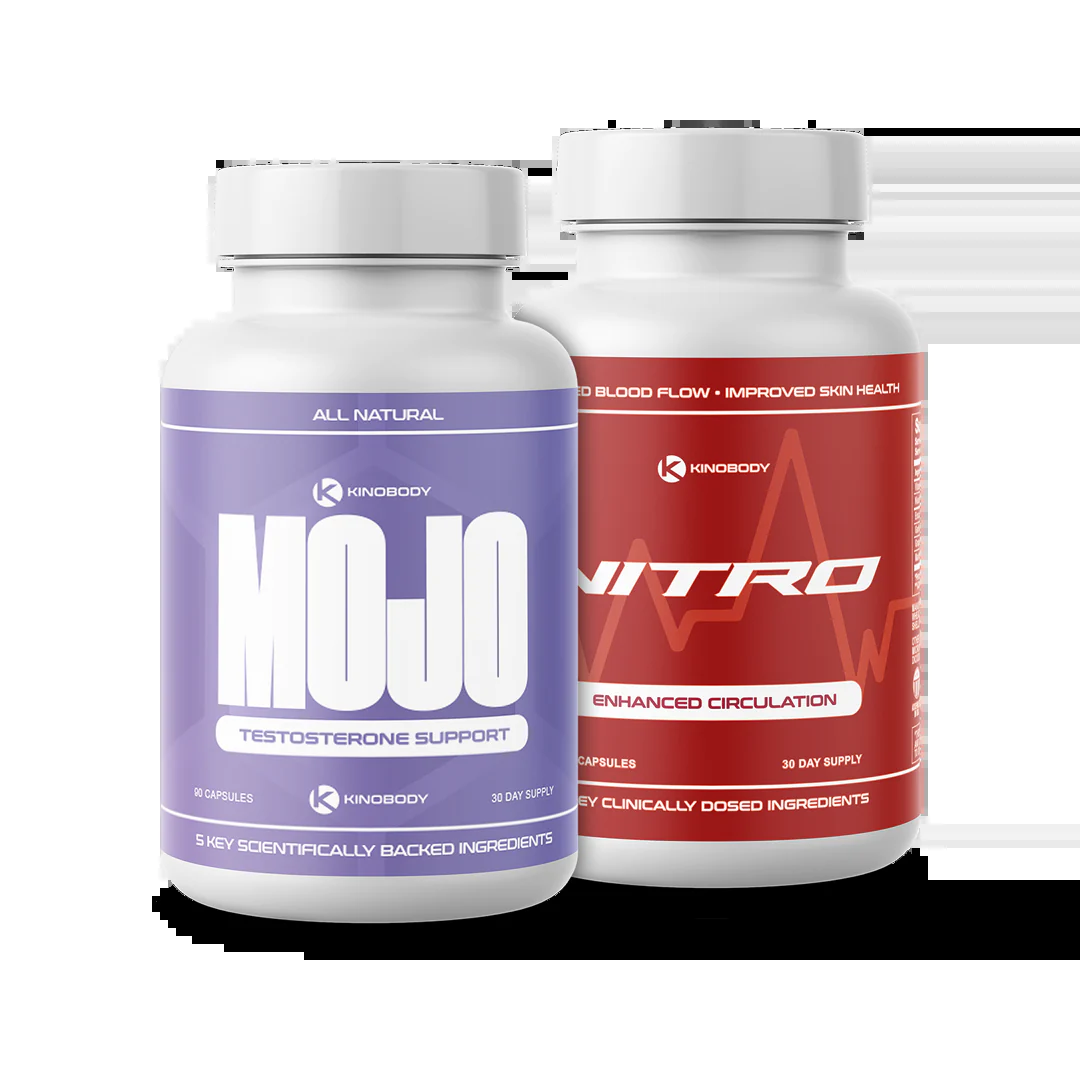 ALL NATURAL
KINOBODY
MOJO
TESTOSTERONE SUPPORT
90 CAPSULES
KINOBODY
30 DAY SUPPLY
5 KEY SCIENTIFICALLY BACKED INGREDIENTS
BLOOD FLOW • IMPROVED SKIN HEALTH
KINOBODY
NITRO
ENHANCED CIRCULATION
CAPSULES
30 DAY SUPPLY
CLINICALLY DOSED INGREDIENTS